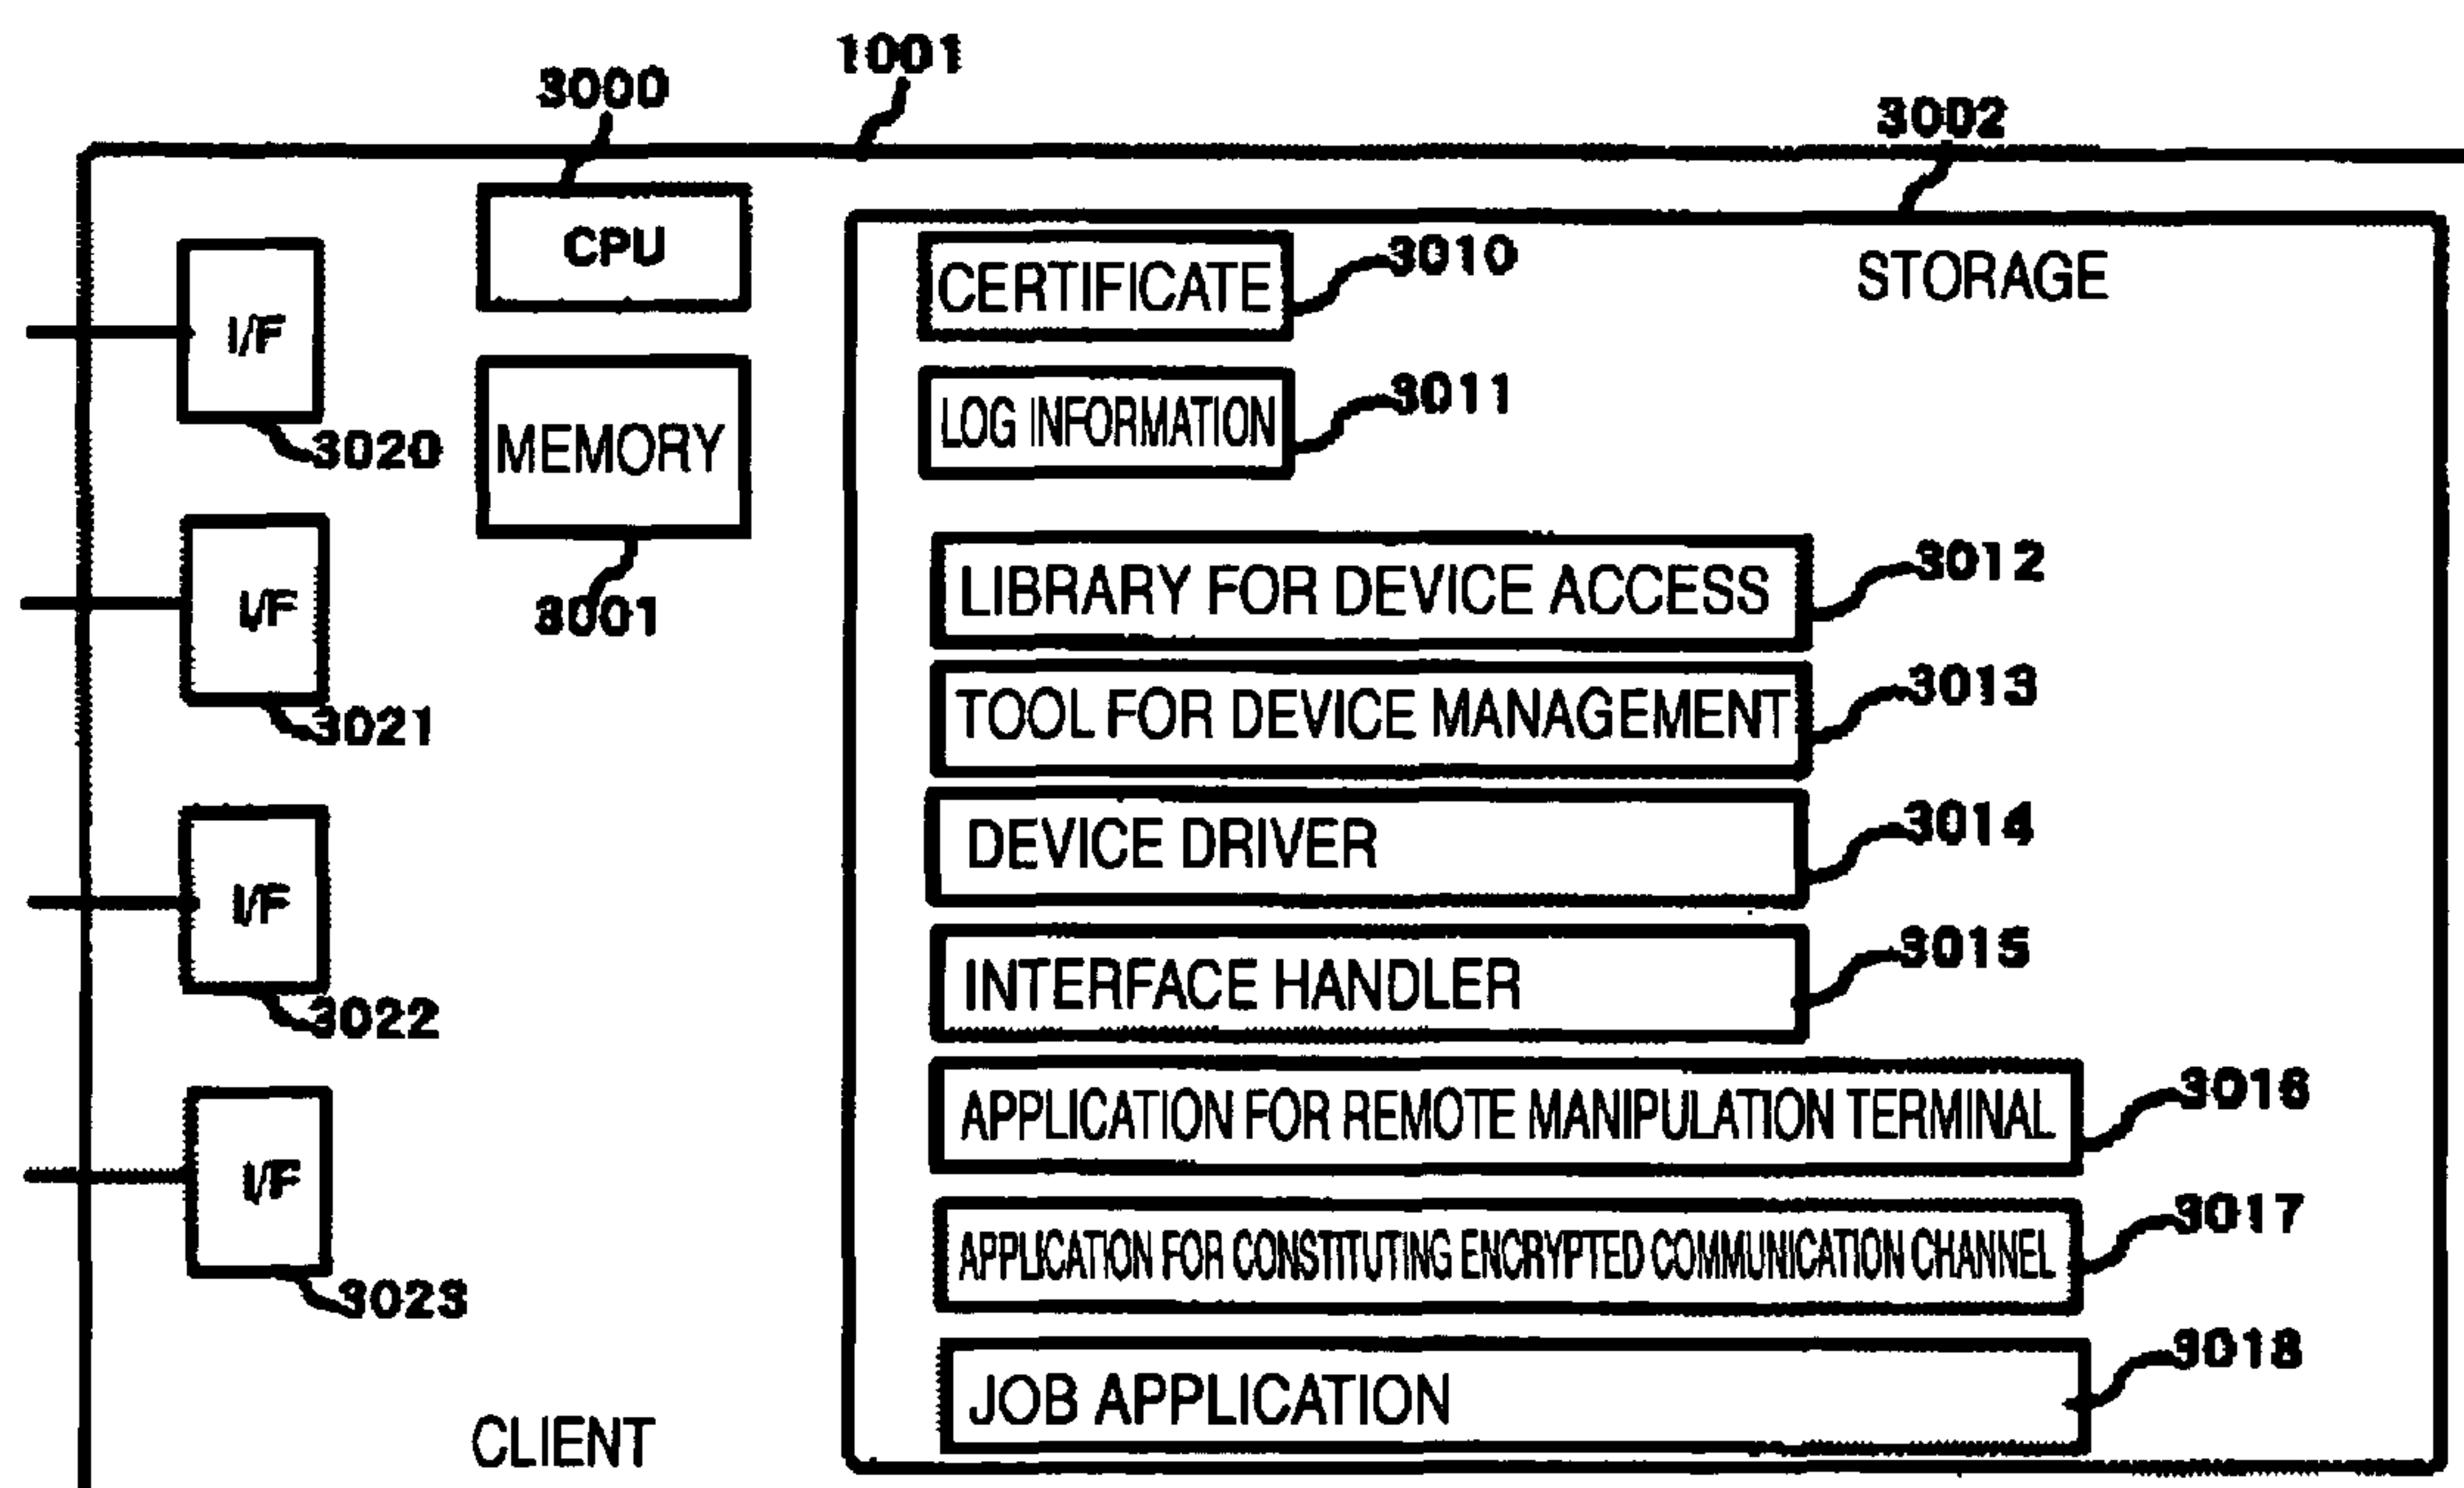 1001
3000
3002
CPU
STORAGE
CERTIFICATE
3010
I/F
3020
MEMORY
3001
LOG INFORMATION
3011
I/F
3021
LIBRARY FOR DEVICE ACCESS
3012
TOOL FOR DEVICE MANAGEMENT
3013
I/F
3022
DEVICE DRIVER
3014
INTERFACE HANDLER
3015
I/F
3023
APPLICATION FOR REMOTE MANIPULATION TERMINAL
3016
APPLICATION FOR CONSTITUTING ENCRYPTED COMMUNICATION CHANNEL
3017
JOB APPLICATION
3018
CLIENT